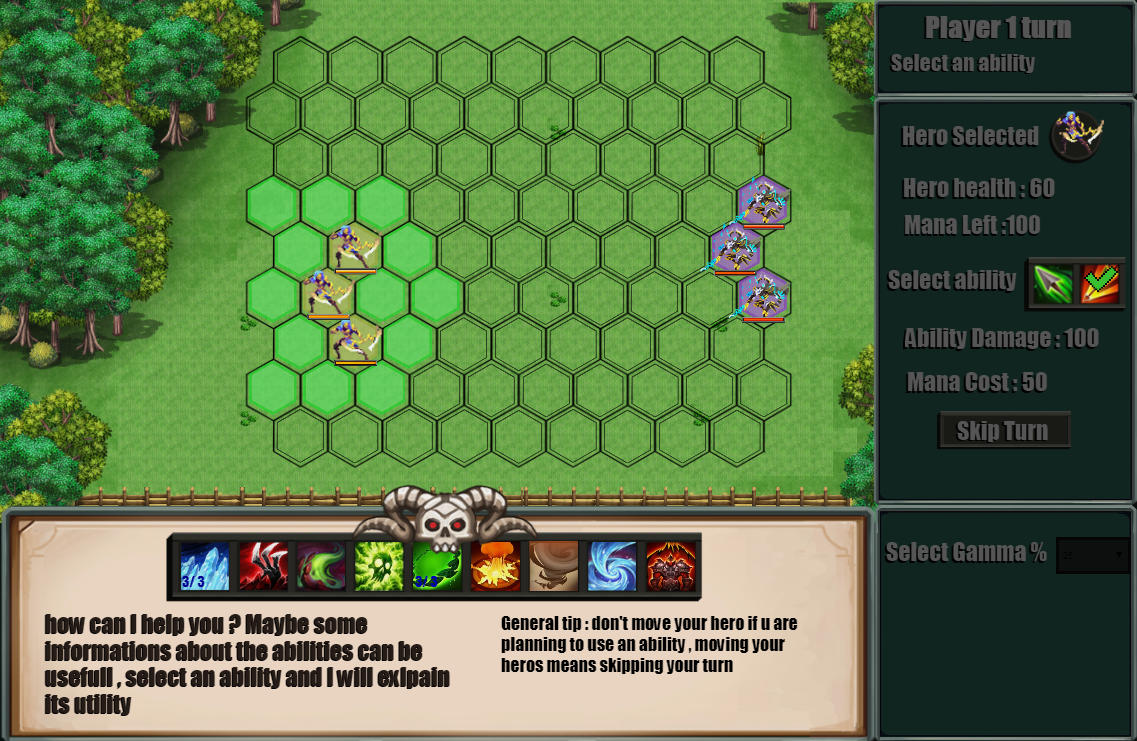 Player 1 turn
Select an ability
Hero Selected
Hero health : 60
Mana Left :100
Select ability
Ability Damage : 100
Mana Cost : 50
Skip Turn
3/ 3
how can I help you ? Maybe some
informations about the abilities can be
usefull , select an ability and I will exlpain
its utility
General tip : don't move your hero if u are
planning to use an ability , moving your
heros means skipping your turn
Select Gamma %